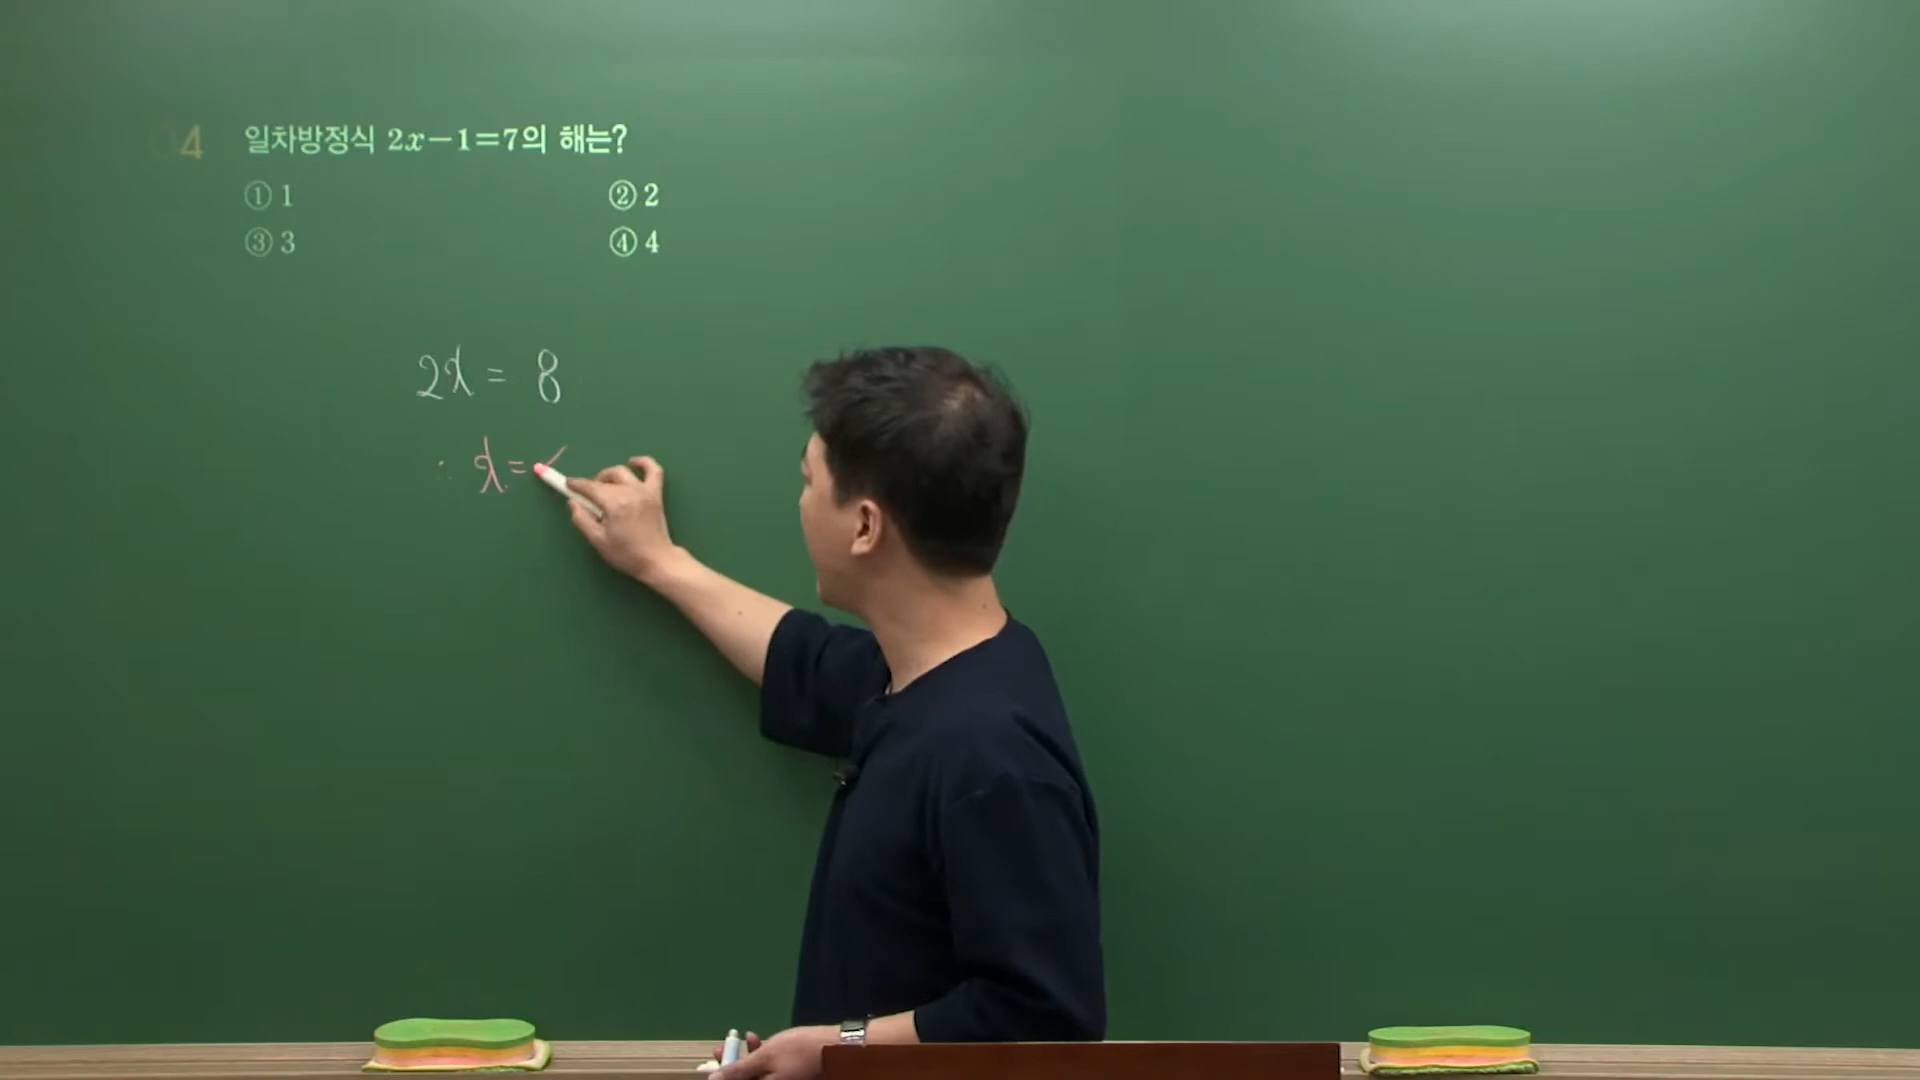 04 일차방정식 2x-1=7의 해는?
① 1 ② 2
③ 3 ④ 4
2x = 8
∴ x=